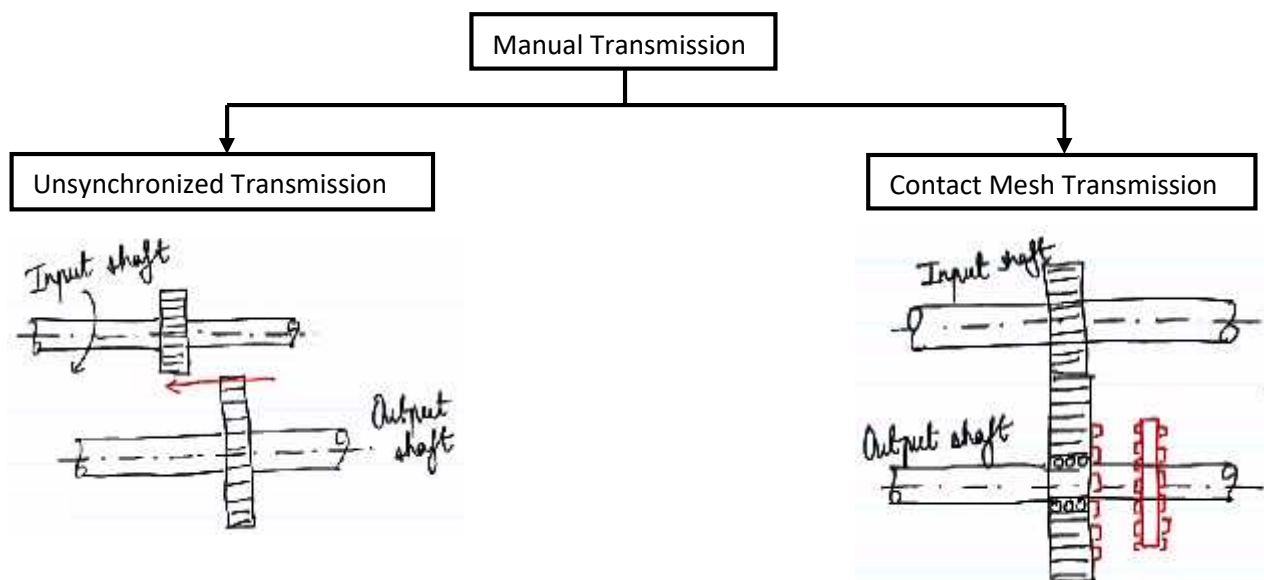 Manual Transmission
Unsynchronized Transmission
Contact Mesh Transmission
Input shaft
Output
shaft
Input shaft
Output shaft